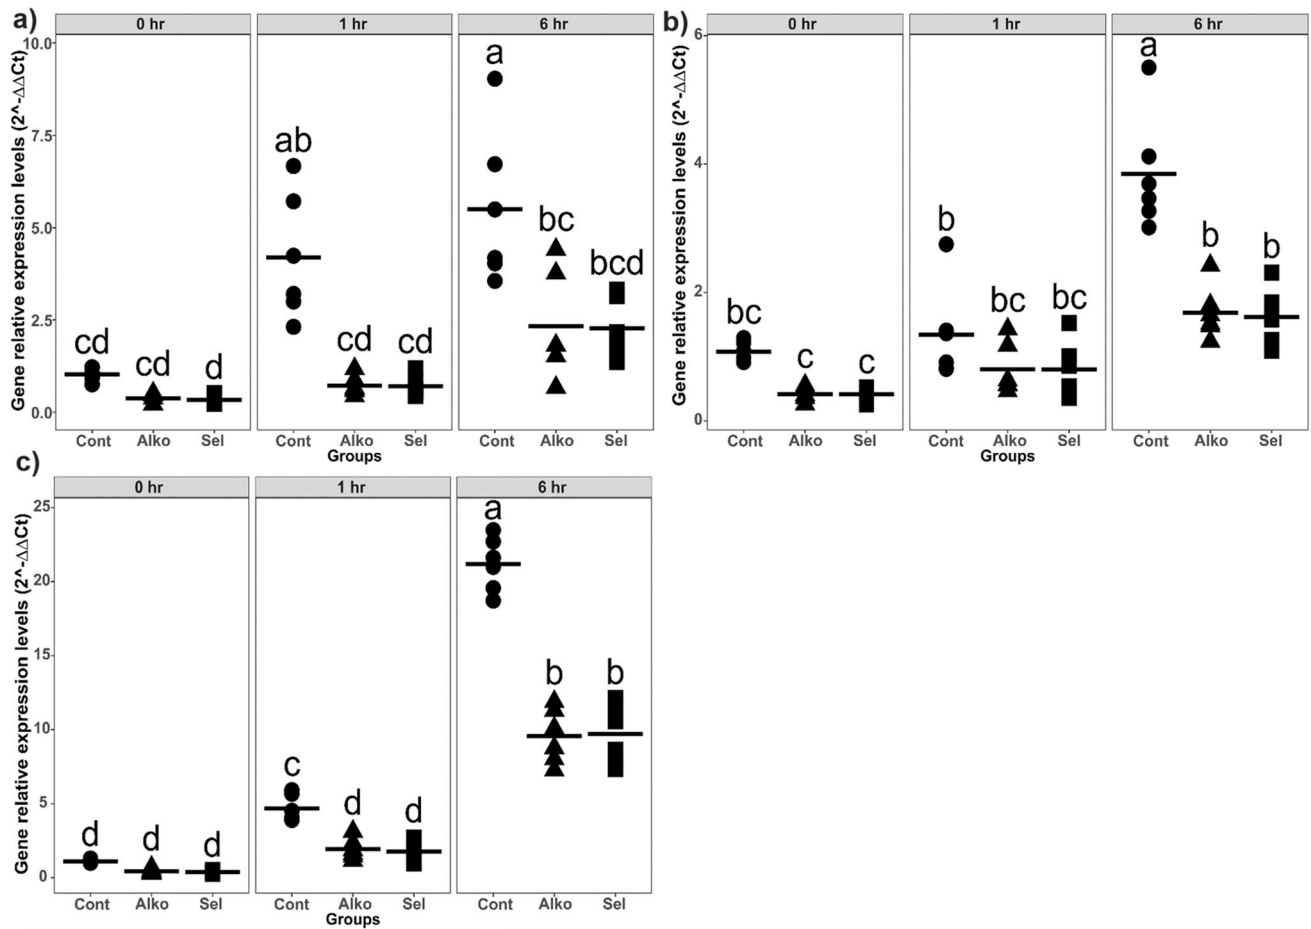 a)
0 hr 1 hr 6 hr
Gene relative expression levels (2^-ΔΔCt)
10.0
7.5
5.0
2.5
0.0
cd cd d
ab cd cd
a bc bcd
Cont Alko Sel Cont Alko Sel Cont Alko Sel
Groups
b)
0 hr 1 hr 6 hr
Gene relative expression levels (2^-ΔΔCt)
6
4
2
0
bc c c
b bc bc
a b b
Cont Alko Sel Cont Alko Sel Cont Alko Sel
Groups
c)
0 hr 1 hr 6 hr
Gene relative expression levels (2^-ΔΔCt)
25
20
15
10
5
0
d d d
c d d
a b b
Cont Alko Sel Cont Alko Sel Cont Alko Sel
Groups